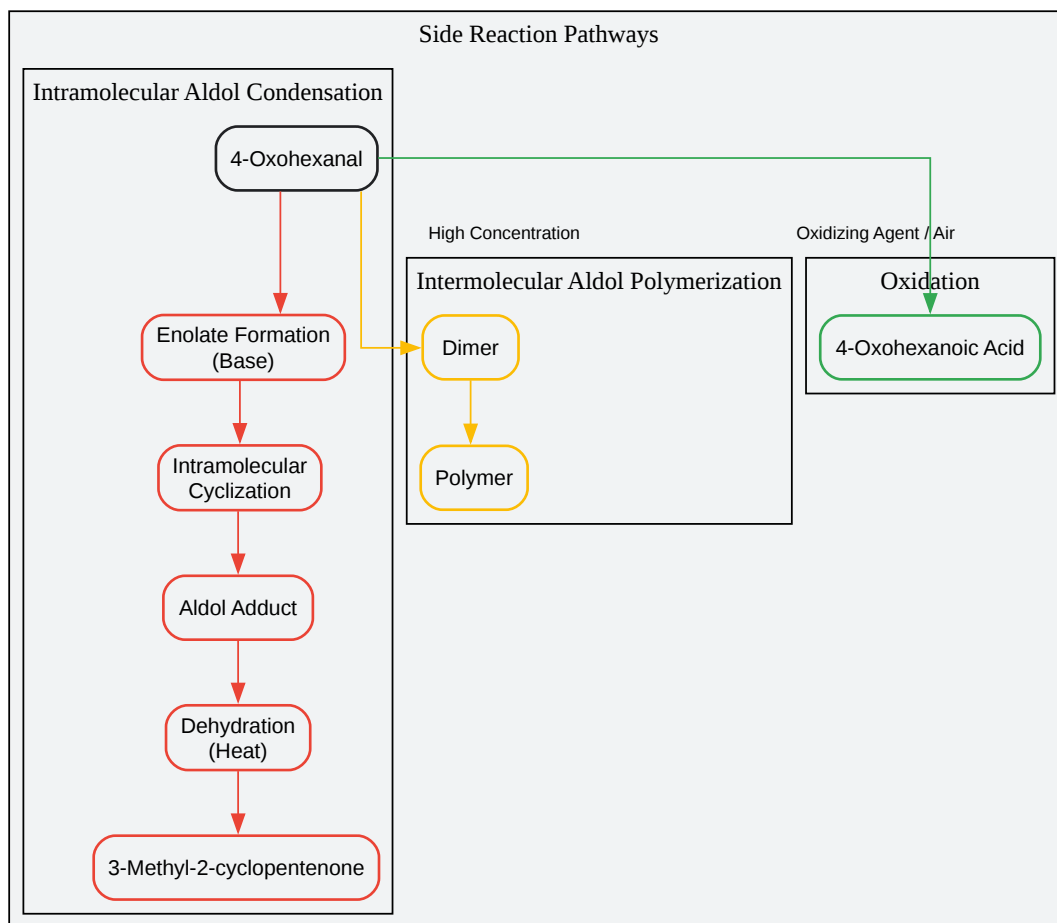 Side Reaction Pathways
Intramolecular Aldol Condensation
4-Oxohexanal
Enolate Formation
(Base)
Intramolecular
Cyclization
Aldol Adduct
Dehydration
(Heat)
3-Methyl-2-cyclopentenone
High Concentration
Intermolecular Aldol Polymerization
Dimer
Polymer
Oxidizing Agent / Air
Oxidation
4-Oxohexanoic Acid